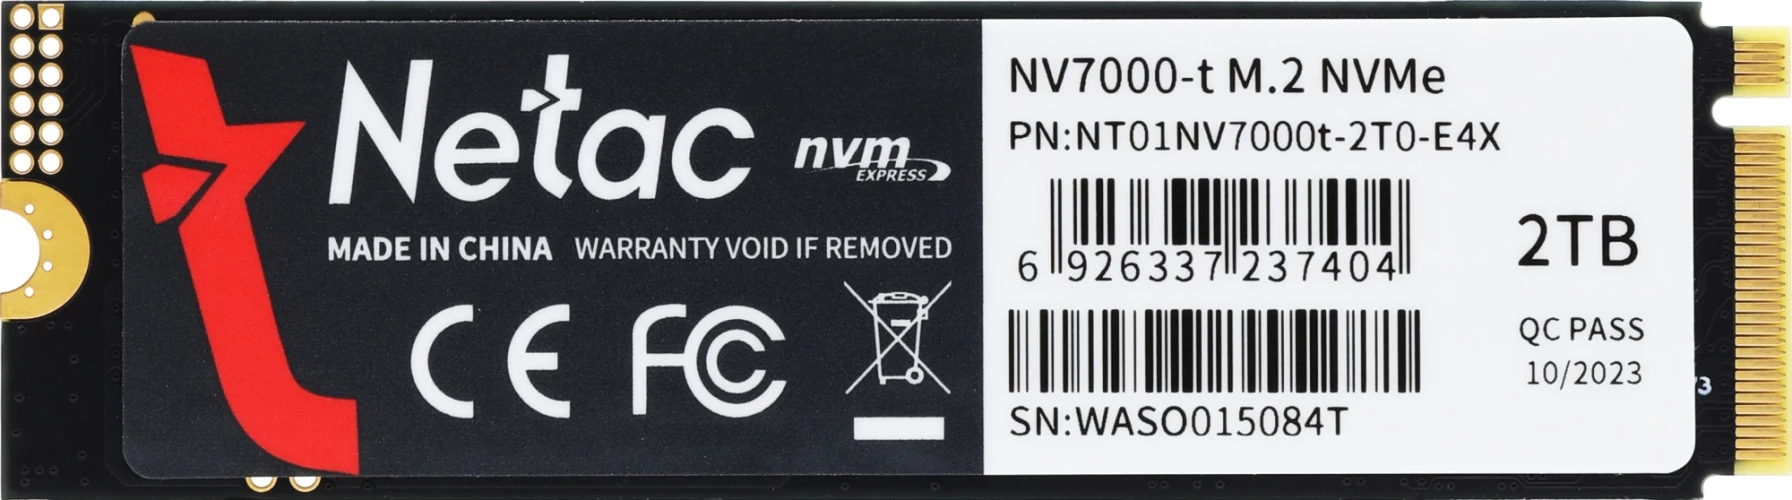 Netac
nvm
EXPRESS
MADE IN CHINA WARRANTY VOID IF REMOVED
CE FC
NV7000-t M.2 NVMe
PN:NT01NV7000t-2T0-E4X
6 926337 237404
2TB
SN:WASO015084T
QC PASS
10/2023